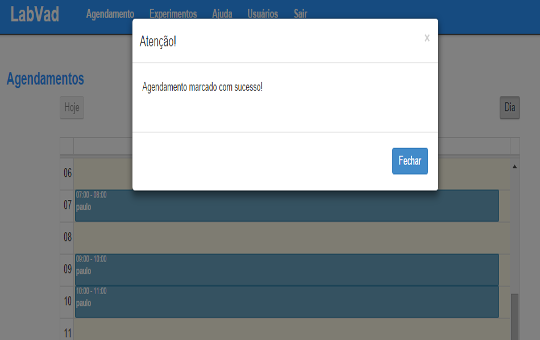 LabVad Agendamento Experimentos Ajuda Usuários Sair
Atenção! x
Agendamento marcado com sucesso!
Fechar
Agendamentos
Hoje Dia
06
07:00 - 08:00
07 paulo
08
09:00 - 10:00
09 paulo
10:00 - 11:00
10 paulo
11